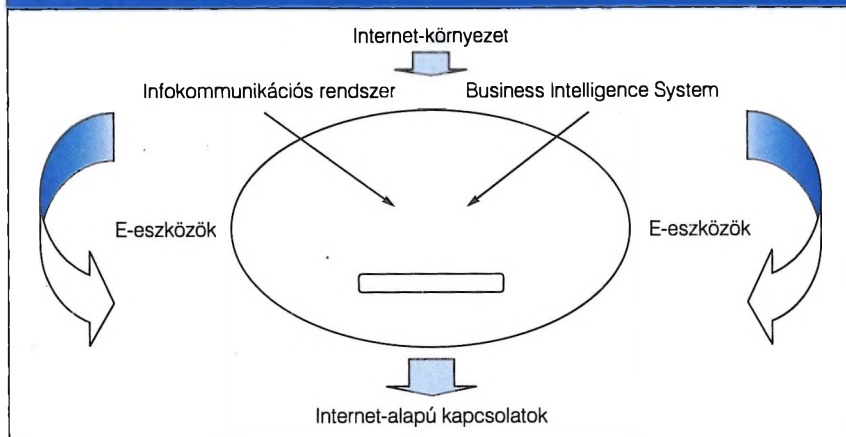 Internet-környezet
Infokommunikációs rendszer Business Intelligence System
E-eszközök E-eszközök
Internet-alapú kapcsolatok